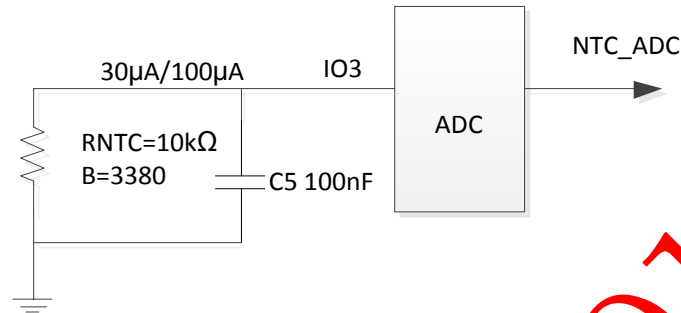 30µA/100µA
IO3
NTC_ADC
ADC
RNTC=10kΩ
B=3380
C5 100nF